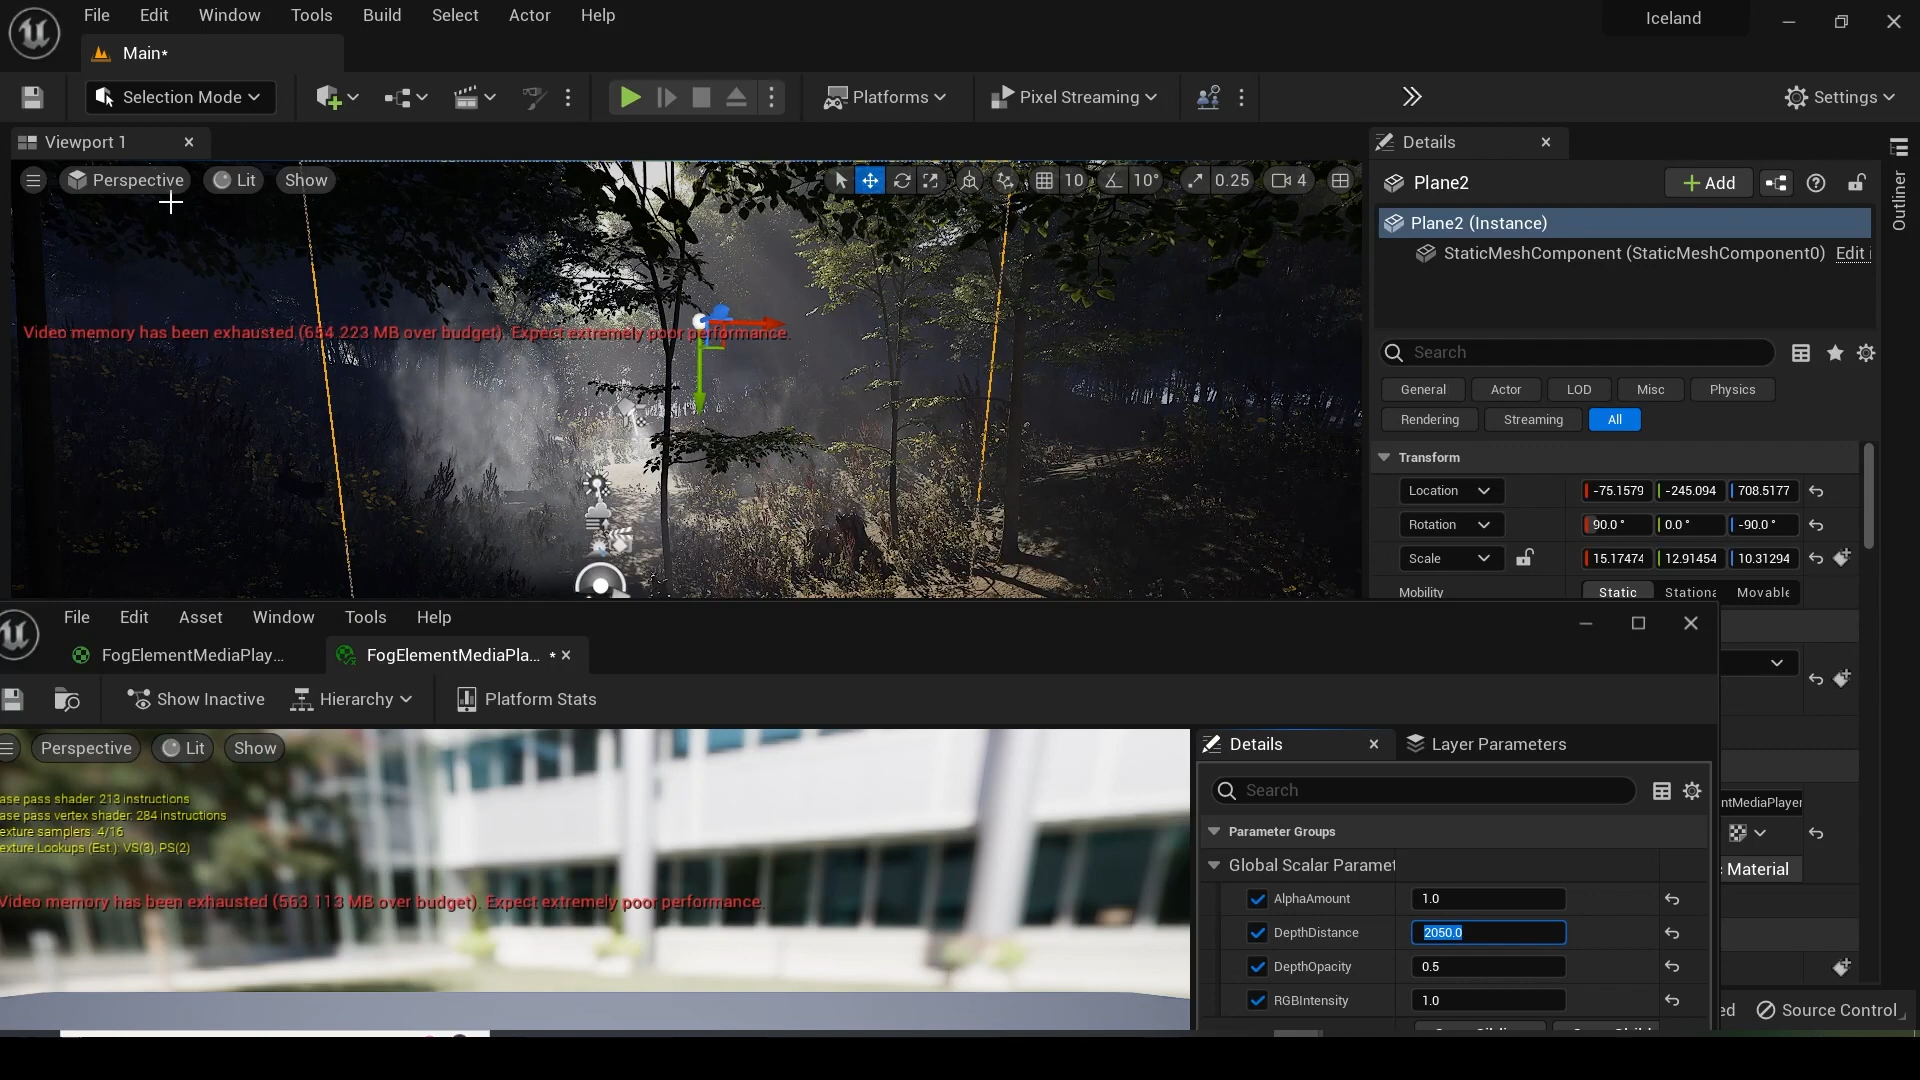 File Edit Window Tools Build Select Actor Help
Iceland
Main*
Selection Mode
Platforms
Pixel Streaming
Settings
Viewport 1
Details
Perspective Lit Show
10 10° 0.25 4
Plane2
Add
Outliner
Plane2 (Instance)
StaticMeshComponent (StaticMeshComponent0) Edit i
Video memory has been exhausted (654.223 MB over budget). Expect extremely poor performance.
Search
General Actor LOD Misc Physics
Rendering Streaming All
Transform
Location -75.1579 -245.094 708.5177
Rotation 90.0 ° 0.0 ° -90.0 °
Scale 15.17474 12.91454 10.31294
Mobility Static Stationa Movable
File Edit Asset Window Tools Help
FogElementMediaPlay...
FogElementMediaPla... *
Show Inactive Hierarchy Platform Stats
Perspective Lit Show
Details
Layer Parameters
ase pass shader: 213 instructions
ase pass vertex shader: 284 instructions
exture samplers: 4/16
exture Lookups (Est.): VS(3), PS(2)
Search
ntMediaPlayer
Parameter Groups
Global Scalar Paramet
Material
Video memory has been exhausted (563.113 MB over budget). Expect extremely poor performance.
AlphaAmount 1.0
DepthDistance 2050.0
DepthOpacity 0.5
RGBIntensity 1.0
ed
Source Control